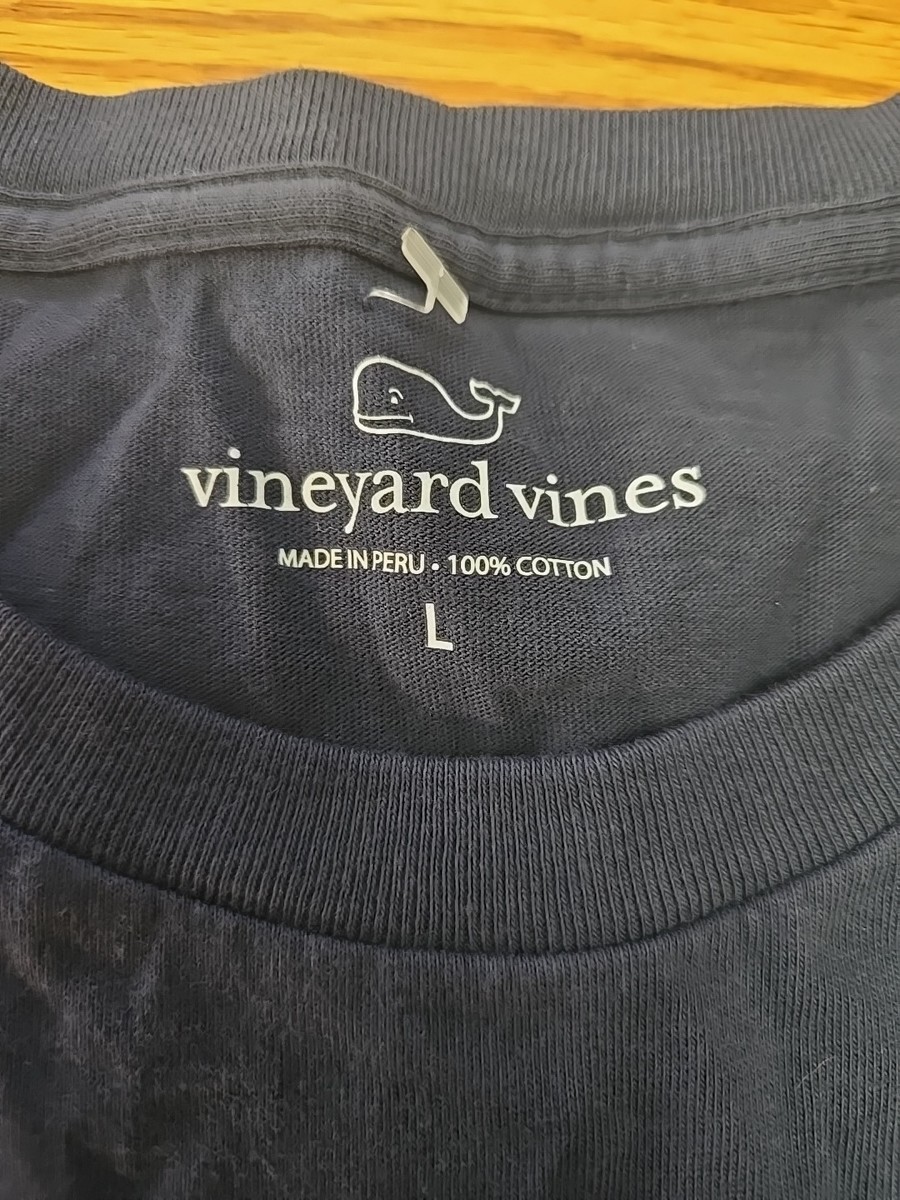 vineyard vines
MADE IN PERU • 100% COTTON
L